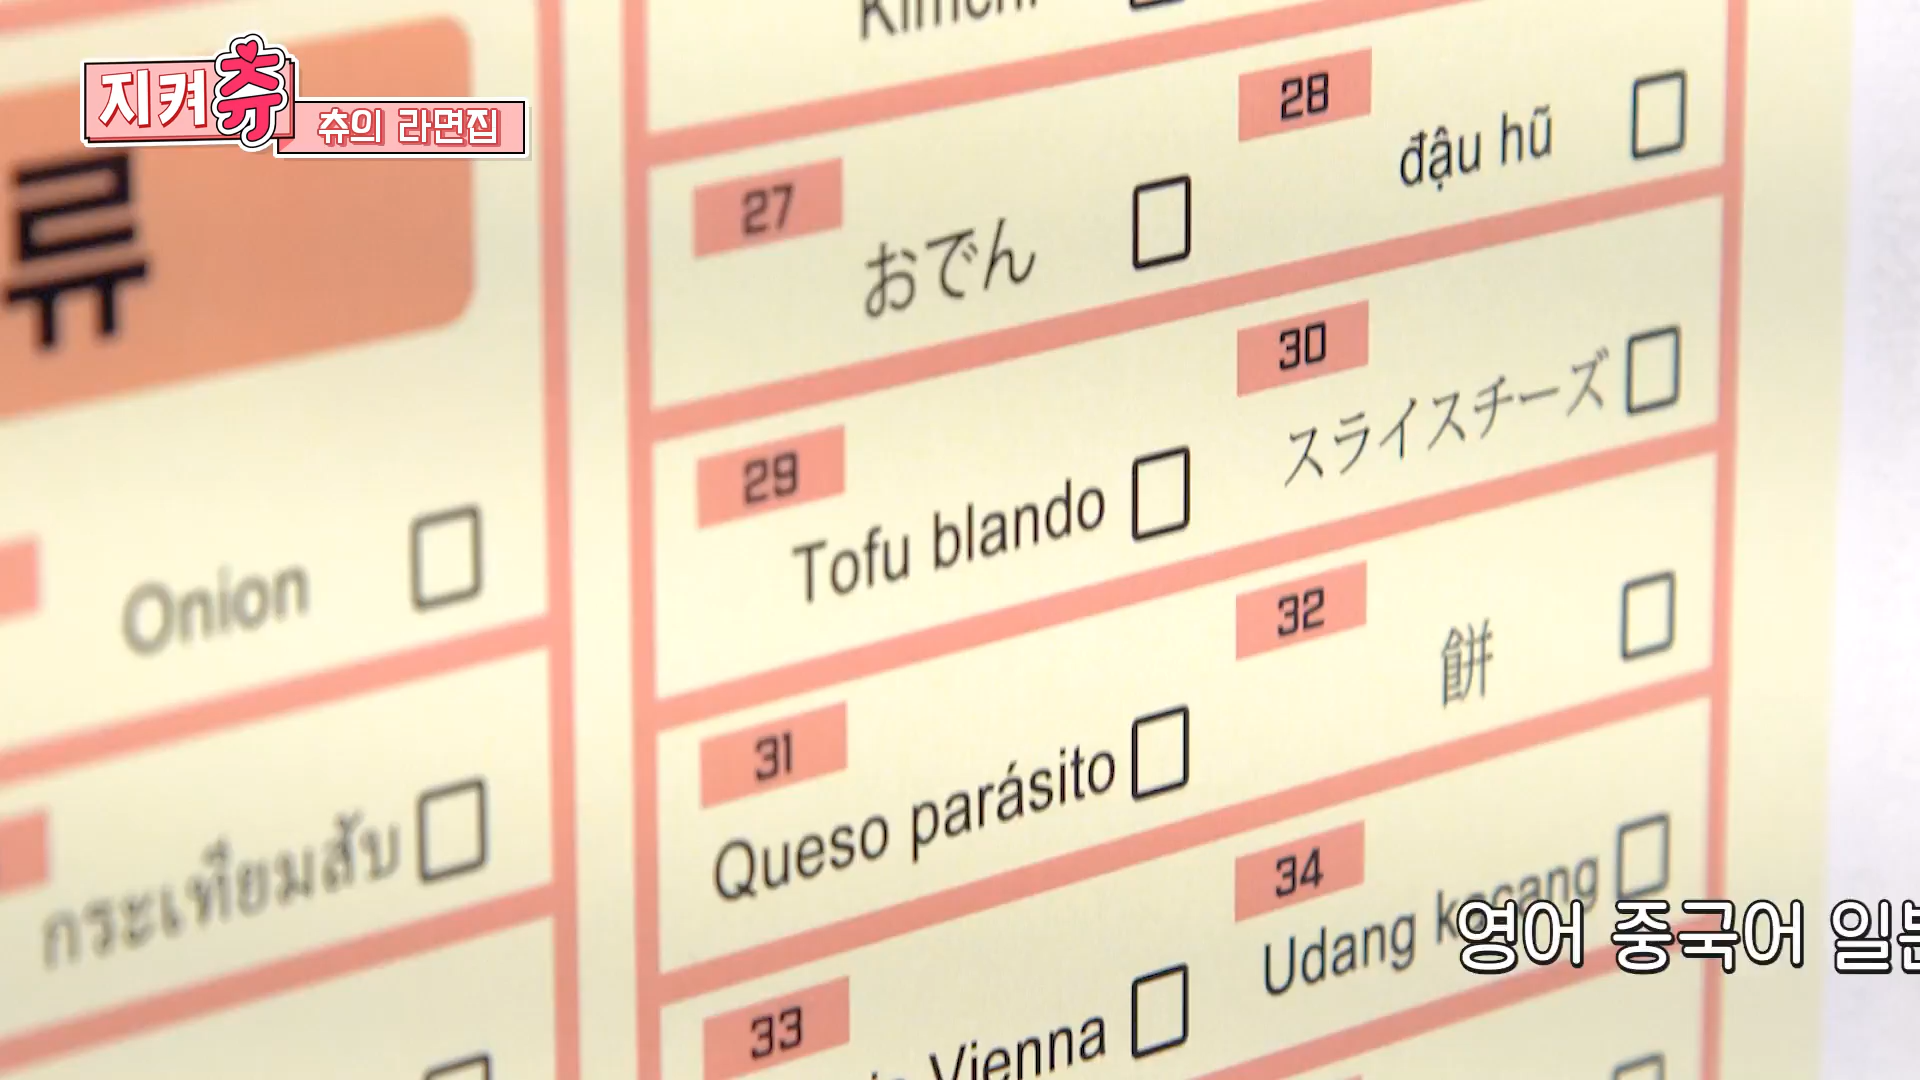 지켜츄
츄의 라면집
류
Onion
กระเทียมสับ
Kimchi
27
おでん
28
đậu hũ
29
Tofu blando
30
スライスチーズ
31
Queso parásito
32
餅
33
Vienna
34
Udang kocang
영어 중국어